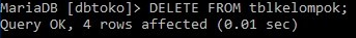 MariaDB [dbtoko]> DELETE FROM tblkelompok;
Query OK, 4 rows affected (0.01 sec)